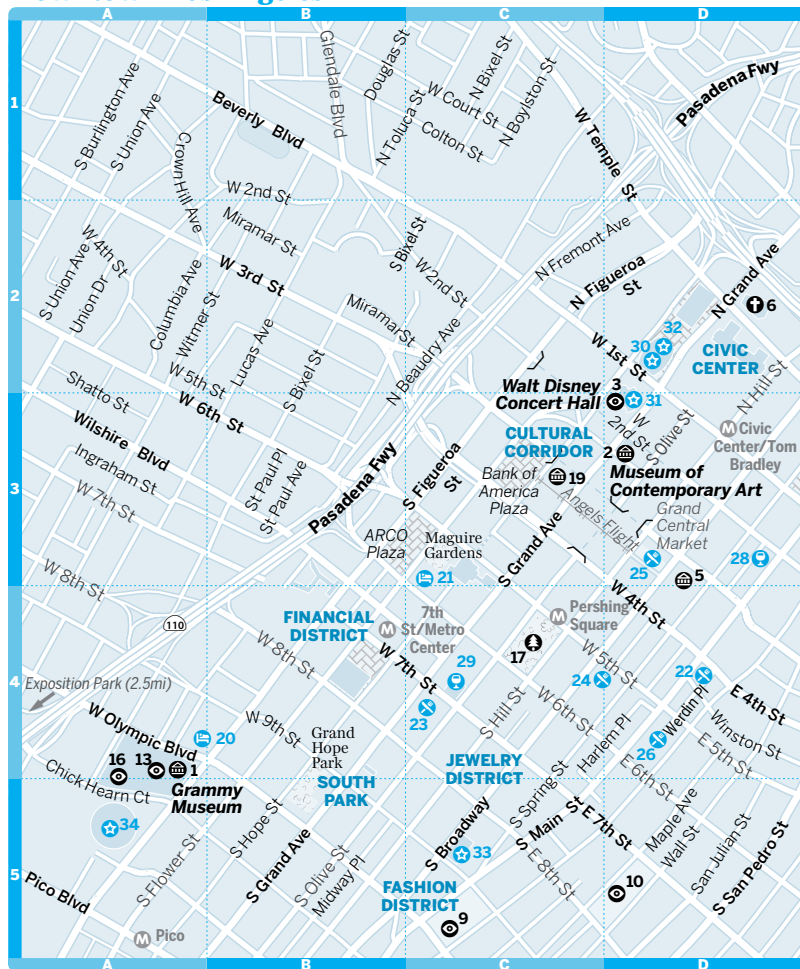 A
B
C
D
1
2
3
4
5
Glendale Blvd
Douglas St
N Bixel St
N Boylston St
W Court St
N Toluca St
Colton St
Pasadena Fwy
W Temple St
S Burlington Ave
S Union Ave
Crown Hill Ave
Beverly Blvd
W 2nd St
Miramar St
S Bixel St
W 2nd St
N Fremont Ave
N Figueroa
St
N Grand Ave
6
W 4th St
S Union Ave
Union Dr
Columbia Ave
Witmer St
W 3rd St
Lucas Ave
Miramar St
N Beaudry Ave
W 1st St
32
30
CIVIC
CENTER
Shatto St
W 5th St
W 6th St
S Bixel St
Walt Disney
Concert Hall
3
31
N Hill St
W
2nd St
S Olive St
Civic
Center/Tom
Bradley
M
CULTURAL
CORRIDOR
2
Museum of
Contemporary Art
Wilshire Blvd
Ingraham St
W 7th St
St Paul Pl
St Paul Ave
Pasadena Fwy
S Figueroa
St
Bank of
America
Plaza
19
Angels Flight
Grand
Central
Market
ARCO
Plaza
Maguire
Gardens
S Grand Ave
21
25
5
28
W 8th St
110
FINANCIAL
DISTRICT
M
7th
St/Metro
Center
M
Pershing
Square
17
W 4th St
W 5th St
Exposition Park (2.5mi)
W 8th St
W 7th St
29
23
24
22
E 4th St
W Olympic Blvd
20
W 9th St
Grand
Hope
Park
S Hill St
W 6th St
Harlem Pl
Werdin Pl
26
Winston St
E 5th St
E 6th St
16
13
1
Grammy
Museum
Chick Hearn Ct
SOUTH
PARK
JEWELRY
DISTRICT
S Spring St
S Main St
E 7th St
Maple Ave
Wall St
San Julian St
S San Pedro St
34
S Flower St
S Hope St
S Grand Ave
S Olive St
Midway Pl
S Broadway
33
E 8th St
10
Pico Blvd
M
Pico
FASHION
DISTRICT
9
A
B
C
D